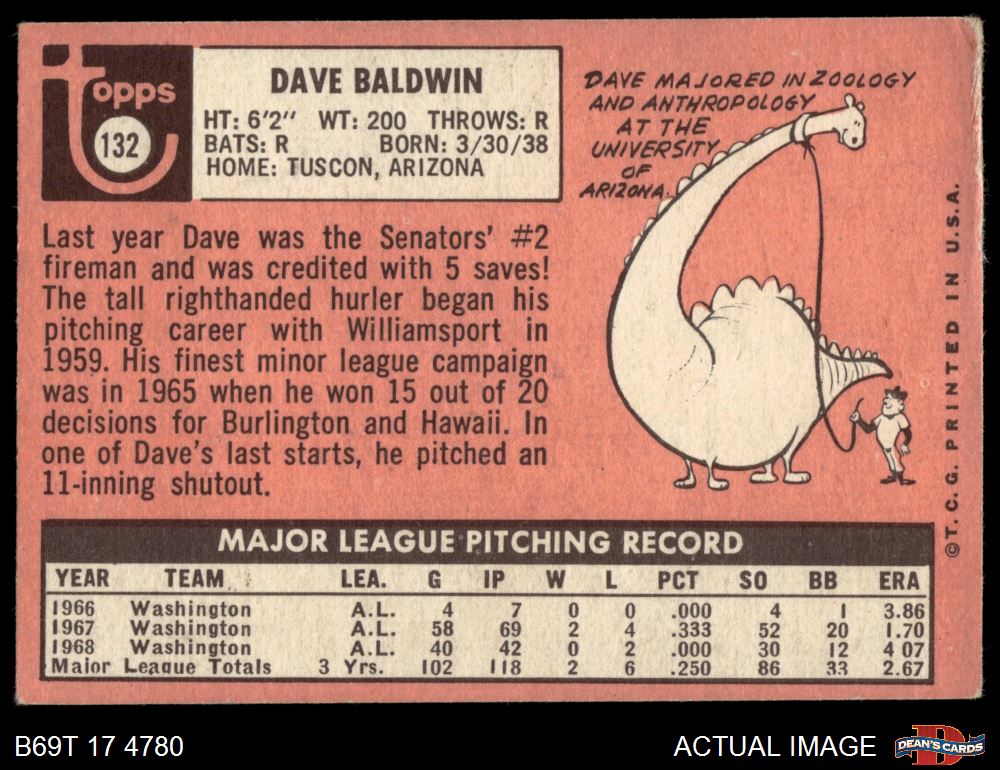 topps
132
DAVE BALDWIN
HT: 6'2" WT: 200 THROWS: R
BATS: R BORN: 3/30/38
HOME: TUSCON, ARIZONA
DAVE MAJORED IN ZOOLOGY
AND ANTHROPOLOGY
AT THE
UNIVERSITY
OF
ARIZONA.
Last year Dave was the Senators' #2
fireman and was credited with 5 saves!
The tall righthanded hurler began his
pitching career with Williamsport in
1959. His finest minor league campaign
was in 1965 when he won 15 out of 20
decisions for Burlington and Hawaii. In
one of Dave's last starts, he pitched an
11-inning shutout.
©T. C. G. PRINTED IN U.S.A.
MAJOR LEAGUE PITCHING RECORD
YEAR TEAM LEA. G IP W L PCT SO BB ERA
1966 Washington A.L. 4 7 0 0 .000 4 1 3.86
1967 Washington A.L. 58 69 2 4 .333 52 20 1.70
1968 Washington A.L. 40 42 0 2 .000 30 12 4 07
Major League Totals 3 Yrs. 102 118 2 6 .250 86 33 2.67
B69T 17 4780
ACTUAL IMAGE
D
DEAN'S CARDS